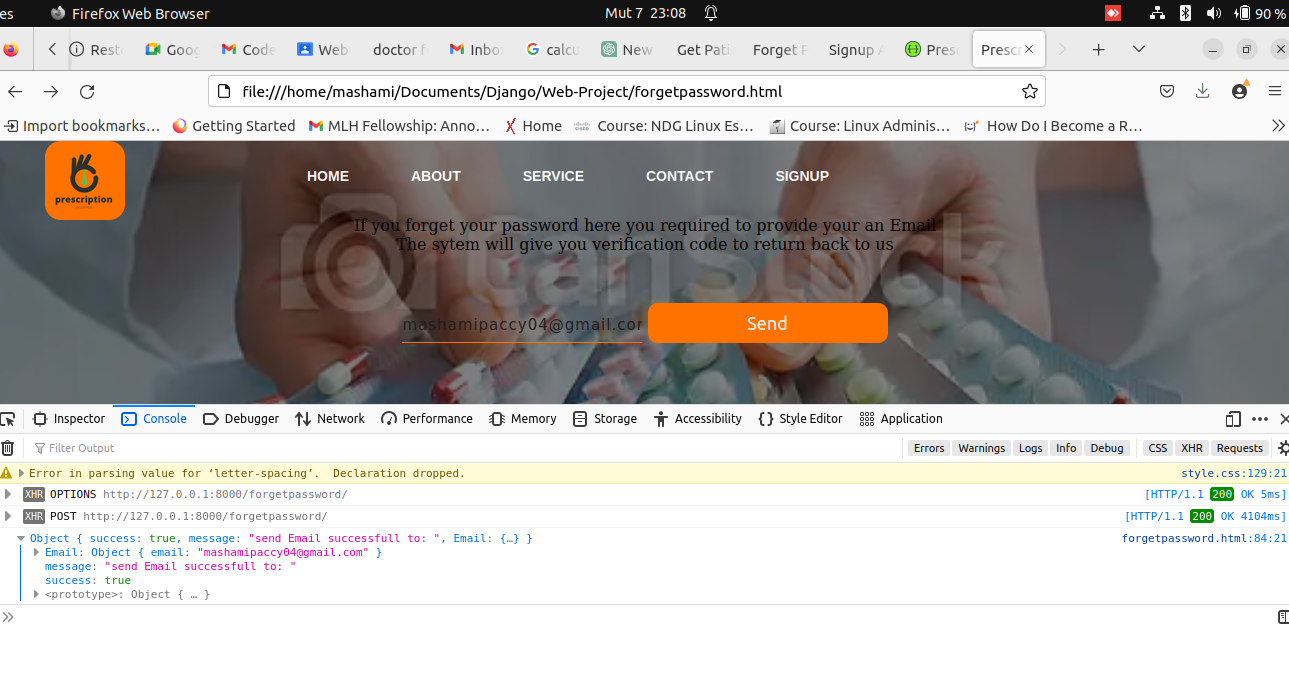 es Firefox Web Browser Mut 7 23:08 90 %
Rest Goog Code Web doctor f Inbo calcu New Get Pati Forget P Signup A Presc Prescr
file:///home/mashami/Documents/Django/Web-Project/forgetpassword.html
Import bookmarks… Getting Started MLH Fellowship: Anno… Home Course: NDG Linux Es… Course: Linux Adminis… How Do I Become a R…
prescription
HOME ABOUT SERVICE CONTACT SIGNUP
If you forget your password here you required to provide your an Email
The sytem will give you verification code to return back to us
CanStock
mashamipaccy04@gmail.cor Send
Inspector Console Debugger Network Performance Memory Storage Accessibility Style Editor Application
Filter Output Errors Warnings Logs Info Debug CSS XHR Requests
Error in parsing value for ‘letter-spacing’. Declaration dropped. style.css:129:21
XHR OPTIONS http://127.0.0.1:8000/forgetpassword/ [HTTP/1.1 200 OK 5ms]
XHR POST http://127.0.0.1:8000/forgetpassword/ [HTTP/1.1 200 OK 4104ms]
Object { success: true, message: "send Email successfull to: ", Email: {…} } forgetpassword.html:84:21
Email: Object { email: "mashamipaccy04@gmail.com" }
message: "send Email successfull to: "
success: true
<prototype>: Object { … }